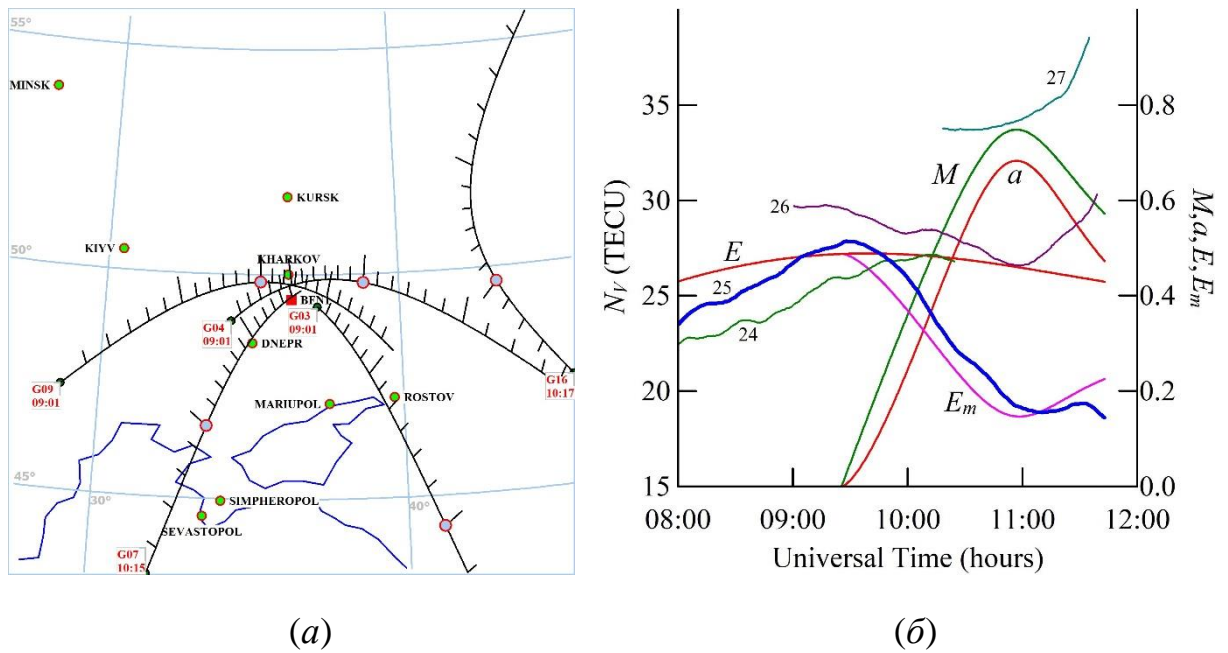 55°
MINSK
KURSK
KIYV
50°
KHARKOV
BFNT
G04
09:01
G03
09:01
DNEPR
G09
09:01
G16
10:17
MARIUPOL
ROSTOV
45°
30°
SIMPHEROPOL
40°
SEVASTOPOL
G07
10:15
(а)
35
30
25
20
15
N_V (TECU)
27
M
a
26
E
25
24
E_m
0.8
0.6
0.4
0.2
0.0
M,a,E,E_m
08:00 09:00 10:00 11:00 12:00
Universal Time (hours)
(б)